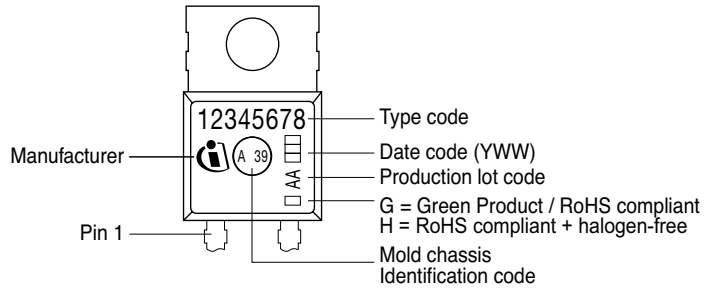 12345678
Type code
Manufacturer
A 39
Date code (YWW)
AA
Production lot code
G = Green Product / RoHS compliant
H = RoHS compliant + halogen-free
Pin 1
Mold chassis
Identification code